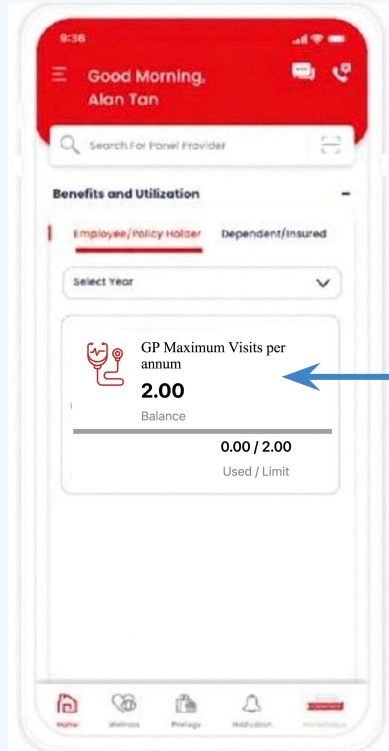 9:36
Good Morning,
Alan Tan
Search For Panel Provider
Benefits and Utilization
Employee/Policy Holder Dependent/Insured
Select Year
GP Maximum Visits per
annum
2.00
Balance
0.00 / 2.00
Used / Limit
Home Wellness Privilege Notification